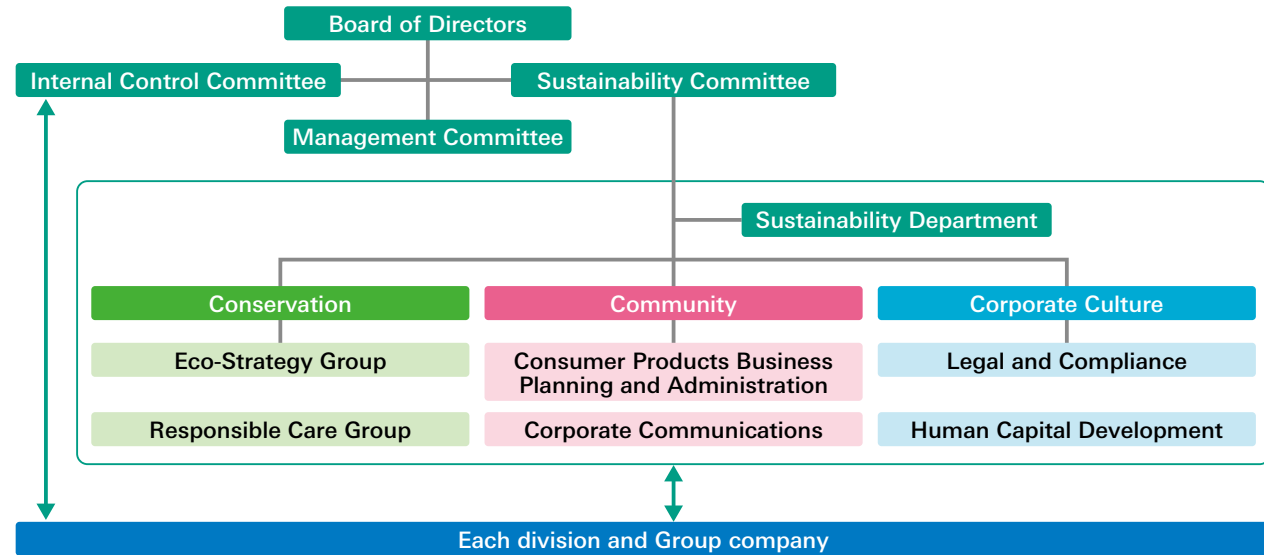 Board of Directors
Internal Control Committee
Sustainability Committee
Management Committee
Sustainability Department
Conservation
Community
Corporate Culture
Eco-Strategy Group
Consumer Products Business
Planning and Administration
Legal and Compliance
Responsible Care Group
Corporate Communications
Human Capital Development
Each division and Group company